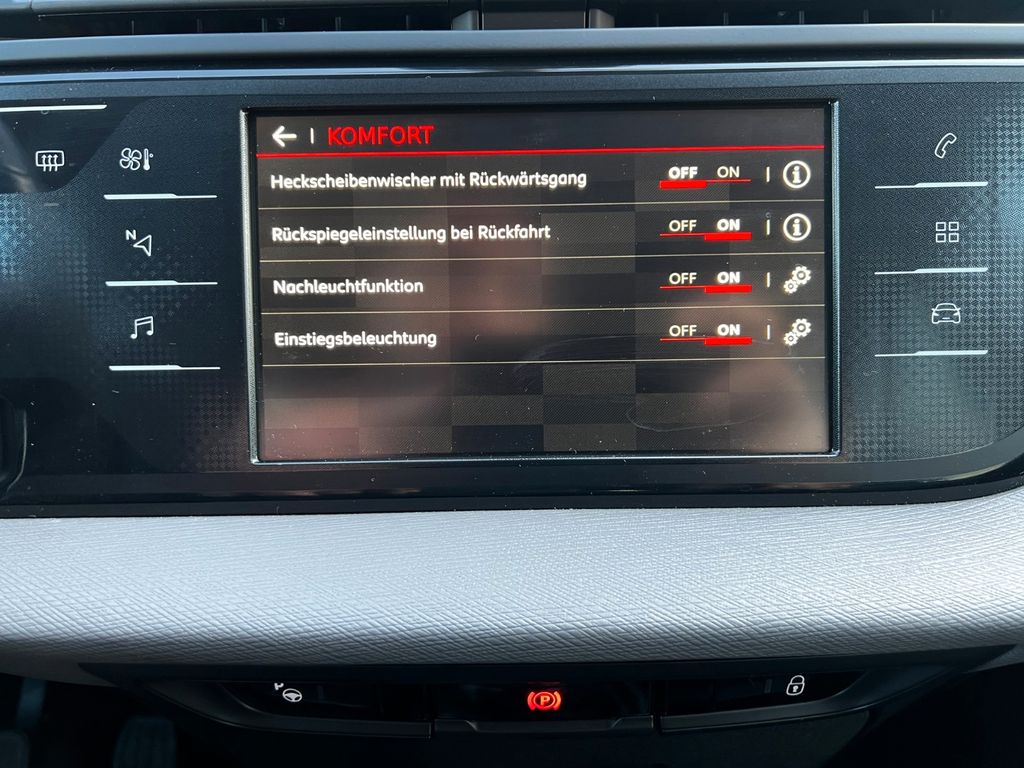 KOMFORT
Heckscheibenwischer mit Rückwärtsgang OFF ON
Rückspiegeleinstellung bei Rückfahrt OFF ON
Nachleuchtfunktion OFF ON
Einstiegsbeleuchtung OFF ON
N
P
P